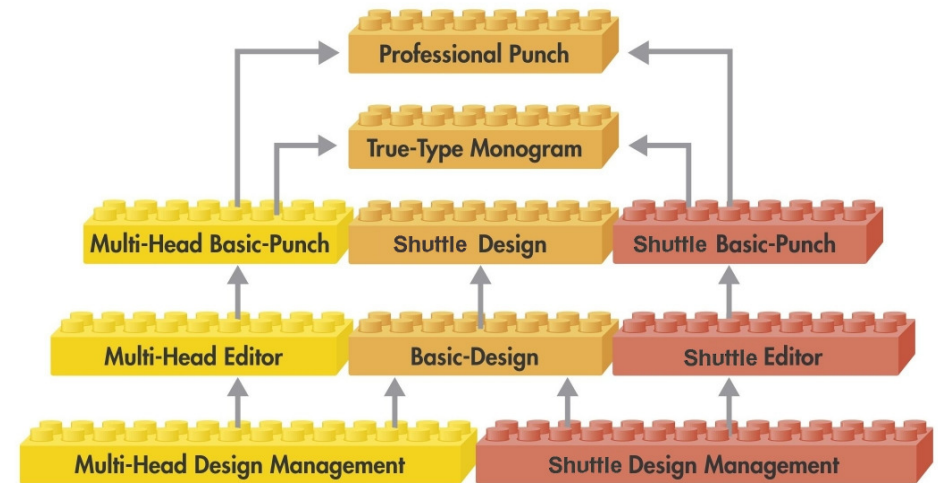 Professional Punch
True-Type Monogram
Multi-Head Basic-Punch
Shuttle Design
Shuttle Basic-Punch
Multi-Head Editor
Basic-Design
Shuttle Editor
Multi-Head Design Management
Shuttle Design Management